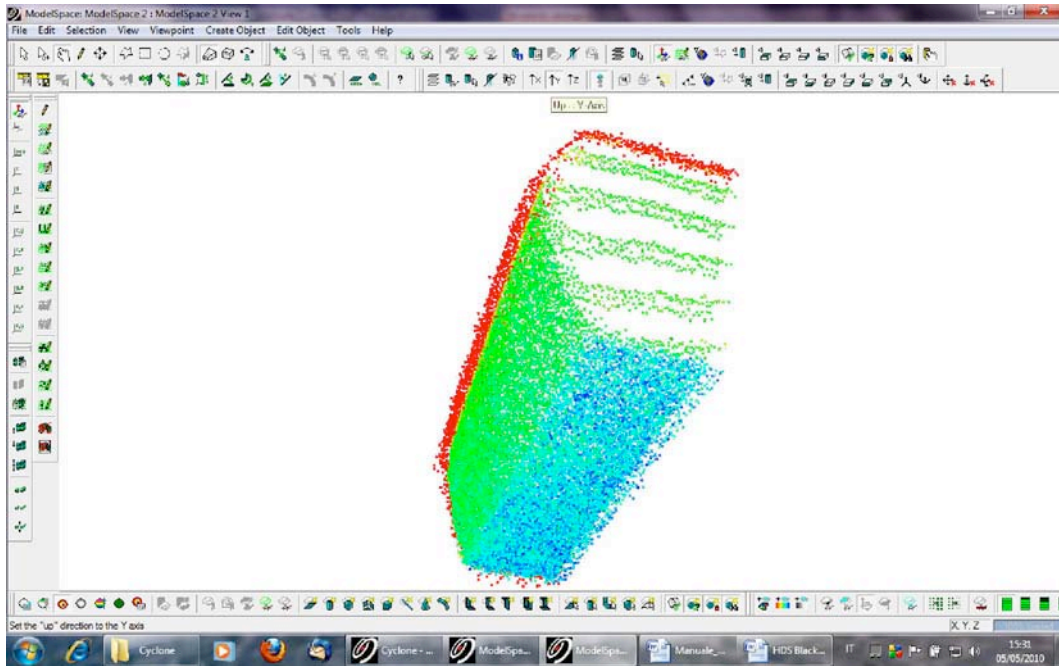 ModelSpace: ModelSpace 2 : ModelSpace 2 View 1
File Edit Selection View Viewpoint Create Object Edit Object Tools Help
Up : Y-Axis
Set the "up" direction to the Y axis
X, Y, Z
Cyclone
Cyclone - ...
ModelSpa...
ModelSpa...
Manuale_...
HDS Black...
IT
15:31
05/05/2010